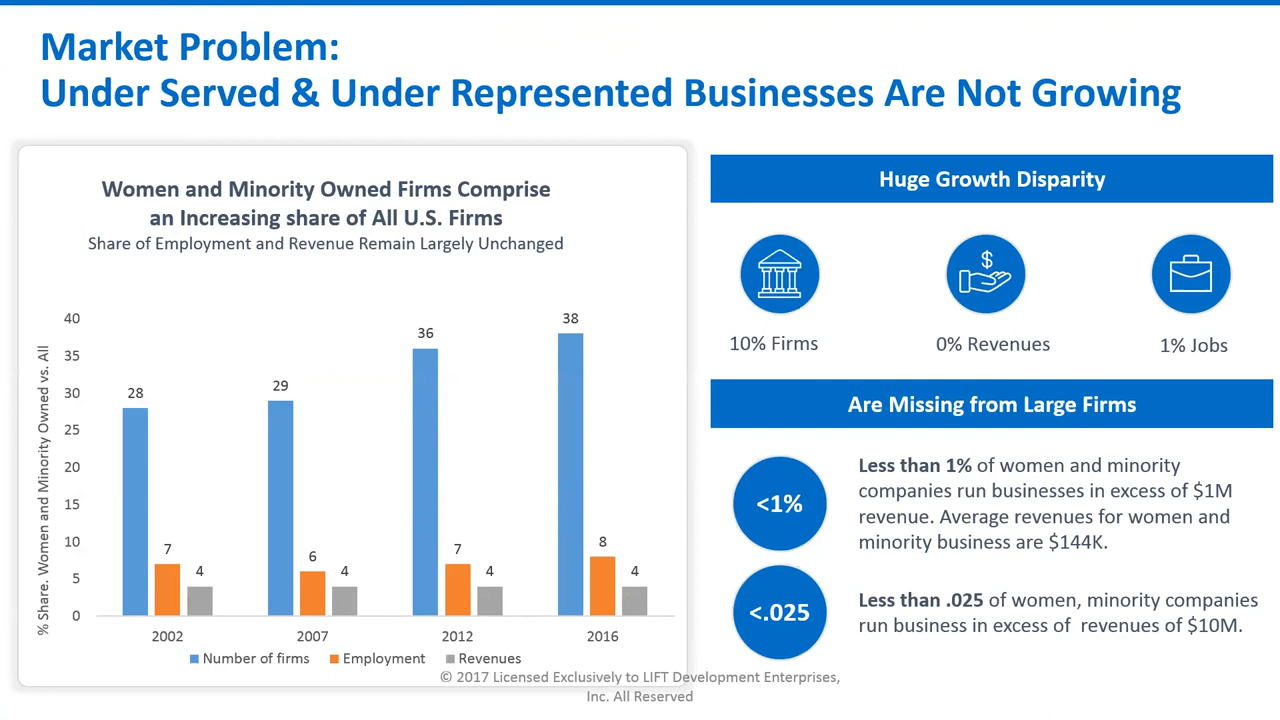 Market Problem:
Under Served & Under Represented Businesses Are Not Growing
Women and Minority Owned Firms Comprise
an Increasing share of All U.S. Firms
Share of Employment and Revenue Remain Largely Unchanged
% Share. Women and Minority Owned vs. All
40
35
30
25
20
15
10
5
0
28
7
4
29
6
4
36
7
4
38
8
4
2002
2007
2012
2016
Number of firms
Employment
Revenues
Huge Growth Disparity
$
10% Firms
0% Revenues
1% Jobs
Are Missing from Large Firms
<1%
Less than 1% of women and minority
companies run businesses in excess of $1M
revenue. Average revenues for women and
minority business are $144K.
<.025
Less than .025 of women, minority companies
run business in excess of  revenues of $10M.
© 2017 Licensed Exclusively to LIFT Development Enterprises,
Inc. All Reserved